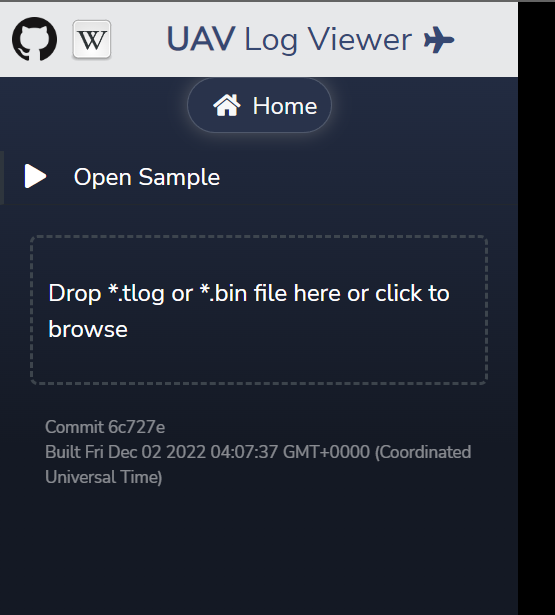 W
UAV Log Viewer
Home
Open Sample
Drop *.tlog or *.bin file here or click to
browse
Commit 6c727e
Built Fri Dec 02 2022 04:07:37 GMT+0000 (Coordinated
Universal Time)